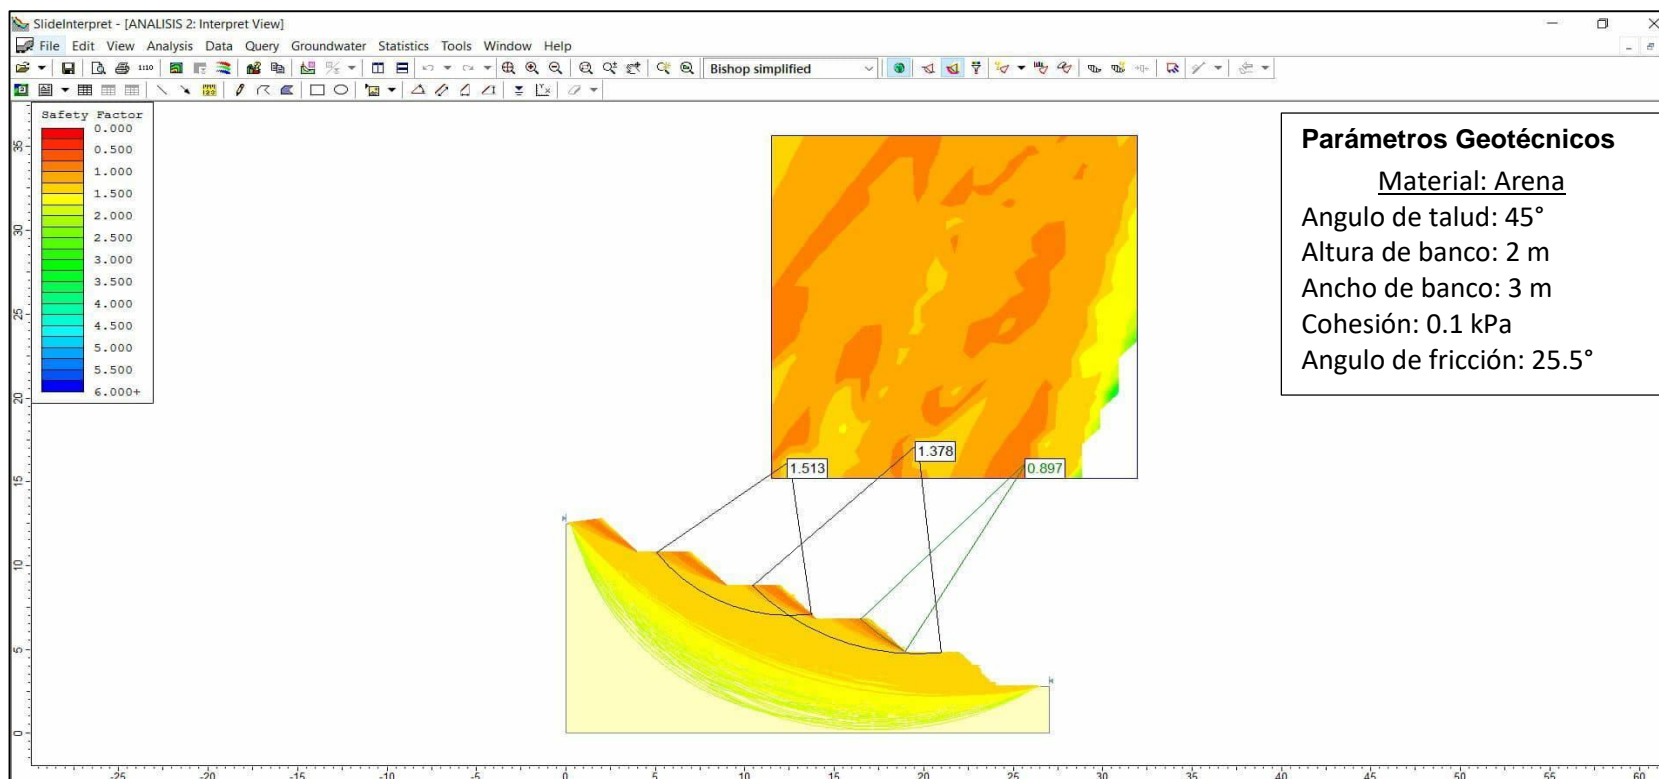 SlideInterpret - [ANALISIS 2: Interpret View]
File Edit View Analysis Data Query Groundwater Statistics Tools Window Help
Bishop simplified
Safety Factor
0.000
0.500
1.000
1.500
2.000
2.500
3.000
3.500
4.000
4.500
5.000
5.500
6.000+
Parámetros Geotécnicos
Material: Arena
Angulo de talud: 45°
Altura de banco: 2 m
Ancho de banco: 3 m
Cohesión: 0.1 kPa
Angulo de fricción: 25.5°
1.513
1.378
0.897
35
30
25
20
15
10
5
0
-25 -20 -15 -10 -5 0 5 10 15 20 25 30 35 40 45 50 55 60